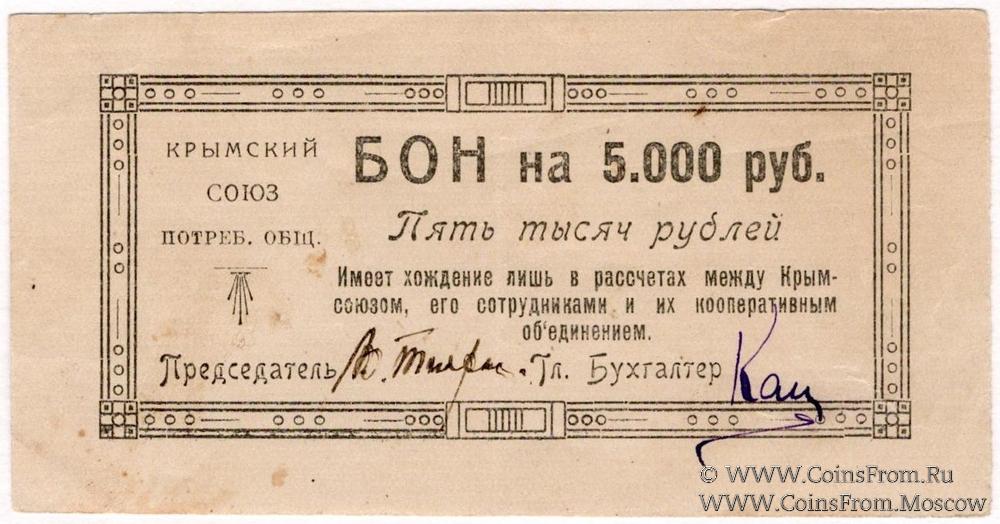 КРЫМСКИЙ
СОЮЗ
ПОТРЕБ. ОБЩ.
БОН на 5.000 руб.
Пять тысяч рублей
Имеет хождение лишь в рассчетах между Крым-
союзом, его сотрудниками и их кооперативным
об'единением.
Председатель Гл. Бухгалтер
© WWW.CoinsFrom.Ru
WWW.CoinsFrom.Moscow